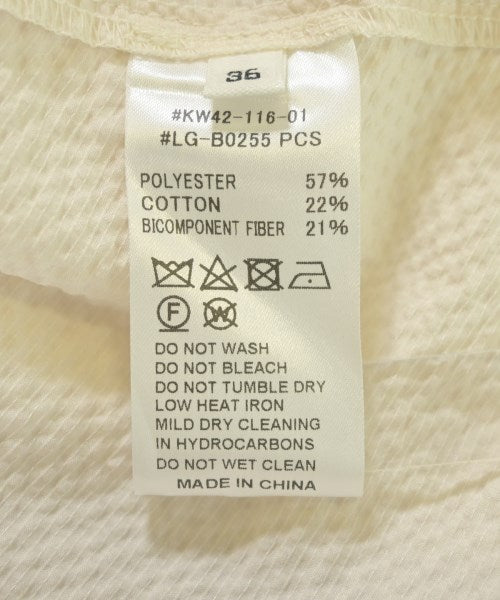 36
#KW42-116-01
#LG-B0255 PCS
POLYESTER 57%
COTTON 22%
BICOMPONENT FIBER 21%
F W
DO NOT WASH
DO NOT BLEACH
DO NOT TUMBLE DRY
LOW HEAT IRON
MILD DRY CLEANING
IN HYDROCARBONS
DO NOT WET CLEAN
MADE IN CHINA